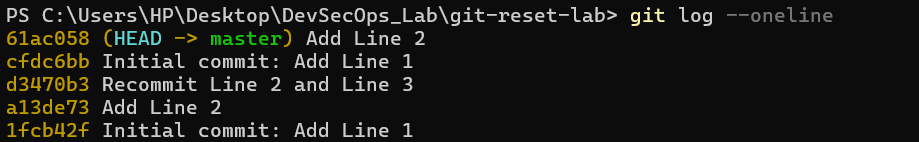 PS C:\Users\HP\Desktop\DevSecOps_Lab\git-reset-lab> git log --oneline
61ac058 (HEAD -> master) Add Line 2
cfdc6bb Initial commit: Add Line 1
d3470b3 Recommit Line 2 and Line 3
a13de73 Add Line 2
1fcb42f Initial commit: Add Line 1